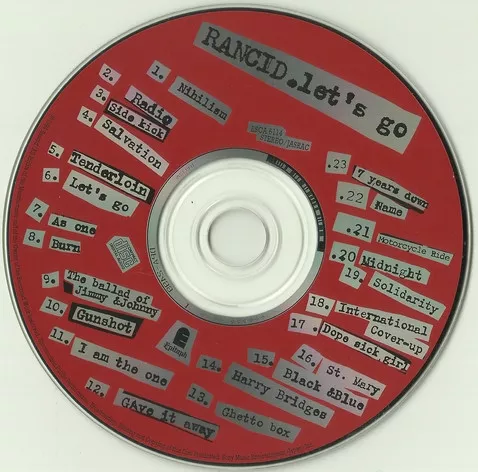 RANCID.let's go
1. Nihilism
2. Radio
3. Side kick
4. Salvation
5. Tenderloin
6. Let's go
7. As one
8. Burn
9. The ballad of
Jimmy &Johnny
10. Gunshot
11. I am the one
12. Gave it away
13. Ghetto box
14. Harry Bridges
15. Black &Blue
16. St. Mary
17. Dope sick girl
18. International
Cover-up
19. Solidarity
.20 Midnight
.21 Motorcycle Ride
.22 Name
.23 7 years down
STEREO/JASRAC
Epitaph